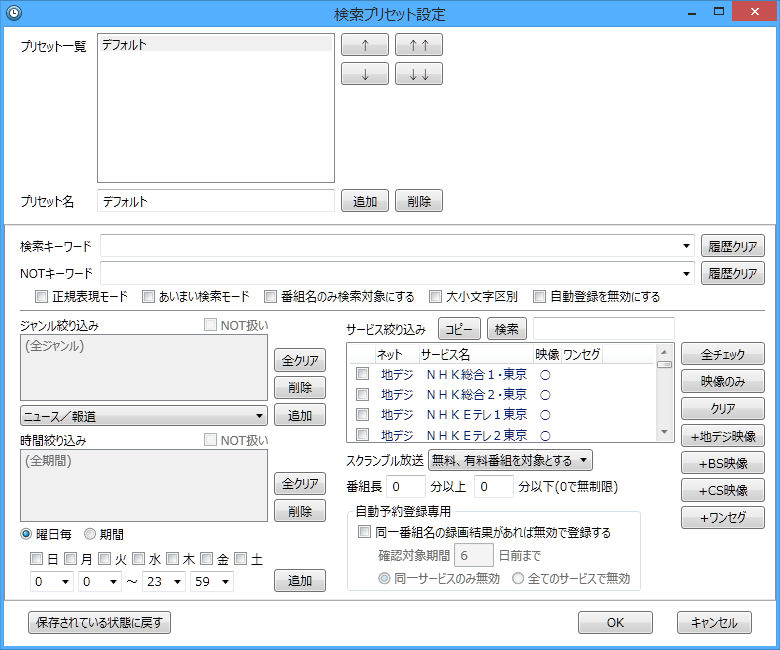 検索プリセット設定
プリセット一覧 デフォルト ↑ ↑↑
↓ ↓↓
プリセット名 デフォルト 追加 削除
検索キーワード 履歴クリア
NOTキーワード 履歴クリア
正規表現モード あいまい検索モード 番組名のみ検索対象にする 大小文字区別 自動登録を無効にする
ジャンル絞り込み NOT扱い
(全ジャンル)
全クリア
削除
ニュース／報道 追加
時間絞り込み NOT扱い
(全期間)
全クリア
削除
曜日毎 期間
日 月 火 水 木 金 土
0 0 ～ 23 59 追加
サービス絞り込み コピー 検索
ネット サービス名 映像 ワンセグ
地デジ ＮＨＫ総合１・東京 ○
地デジ ＮＨＫ総合２・東京 ○
地デジ ＮＨＫＥテレ１東京 ○
地デジ ＮＨＫＥテレ２東京 ○
全チェック
映像のみ
クリア
+地デジ映像
+BS映像
+CS映像
+ワンセグ
スクランブル放送 無料、有料番組を対象とする
番組長 0 分以上 0 分以下(0で無制限)
自動予約登録専用
同一番組名の録画結果があれば無効で登録する
確認対象期間 6 日前まで
同一サービスのみ無効 全てのサービスで無効
保存されている状態に戻す OK キャンセル